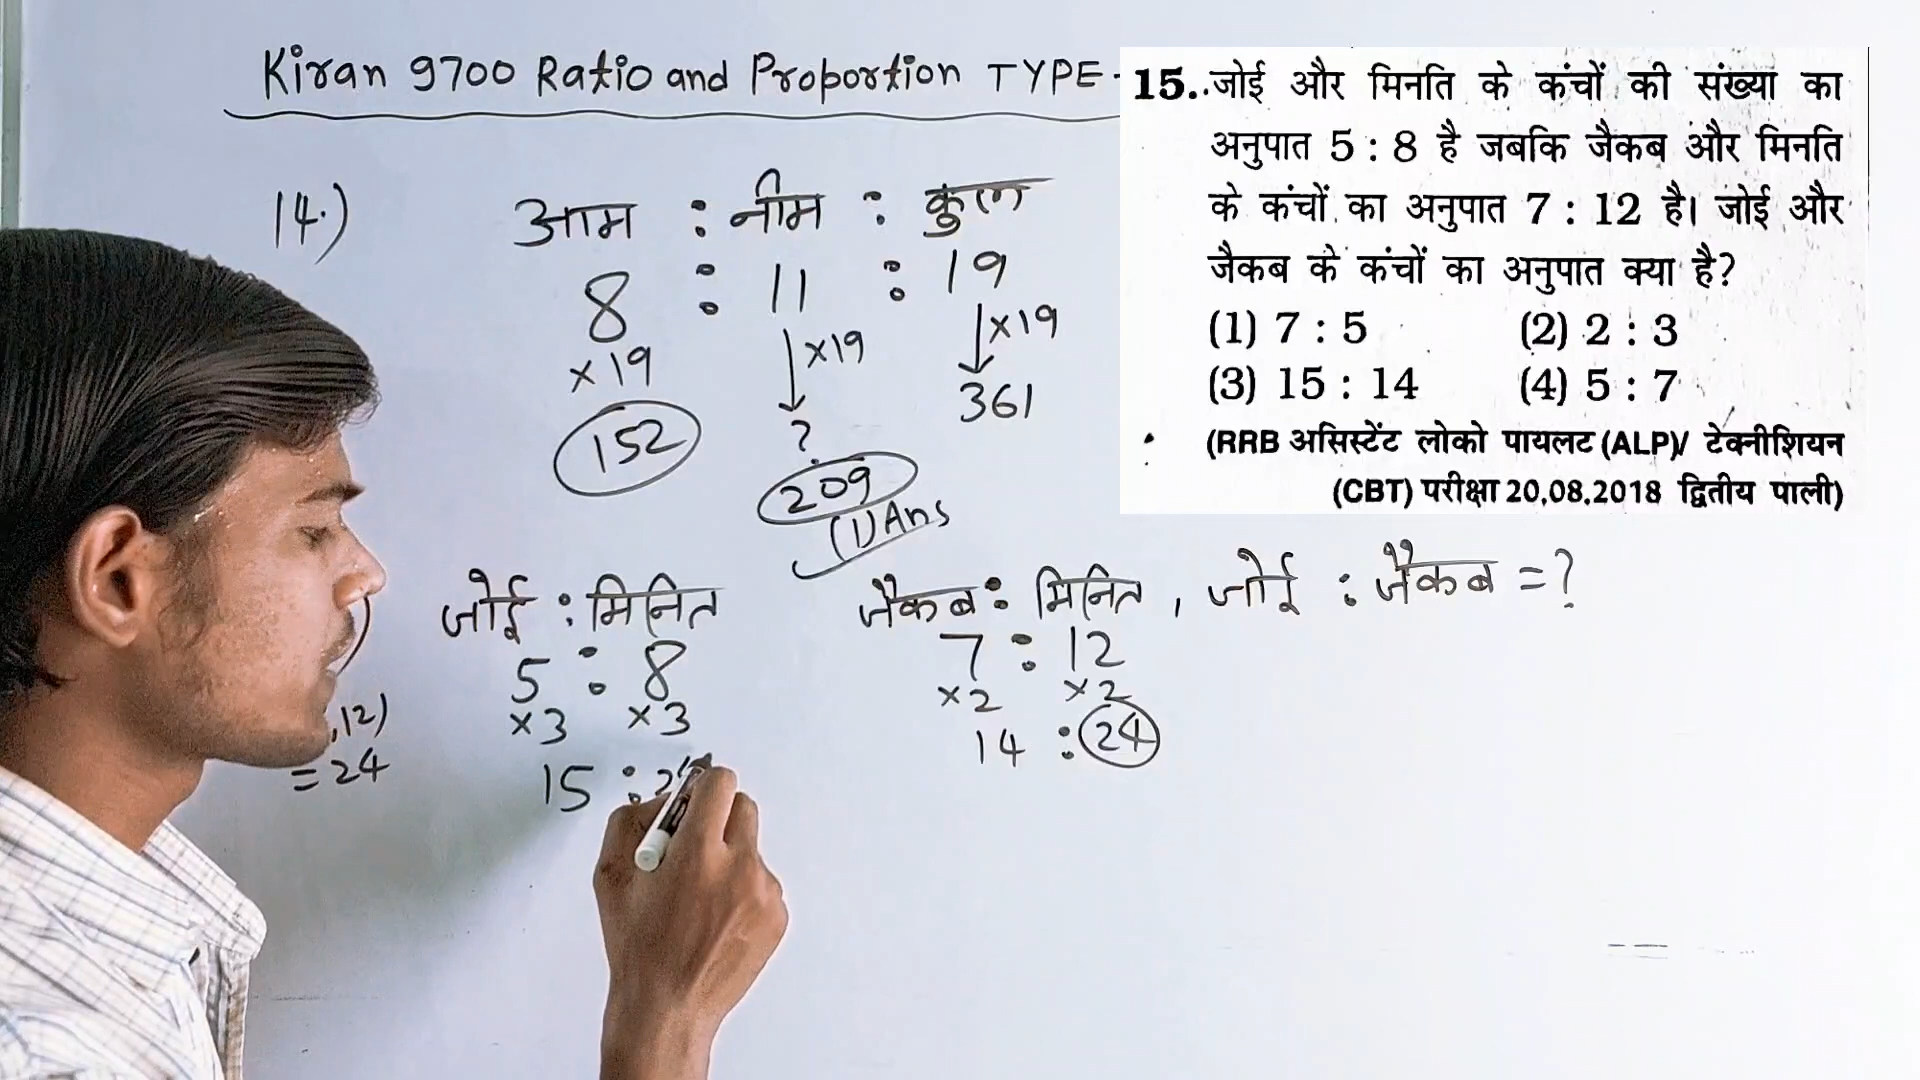 Kiran 9700 Ratio and Proportion TYPE-
15. जोई और मिनति के कंचों की संख्या का
अनुपात 5 : 8 है जबकि जैकब और मिनति
के कंचों का अनुपात 7 : 12 है। जोई और
जैकब के कंचों का अनुपात क्या है?
(1) 7 : 5 (2) 2 : 3
(3) 15 : 14 (4) 5 : 7
(RRB असिस्टेंट लोको पायलट (ALP)/ टेक्नीशियन
(CBT) परीक्षा 20.08.2018 द्वितीय पाली)
14.) आम : नीम : कुल
8 : 11 : 19
×19 ×19 ×19
152 ? 361
209
(1) Ans
जोई : मिनित जैकब : मिनित , जोई : जैकब = ?
5 : 8 7 : 12
×3 ×3 ×2 ×2
,12)
= 24
15 : 14 : 24